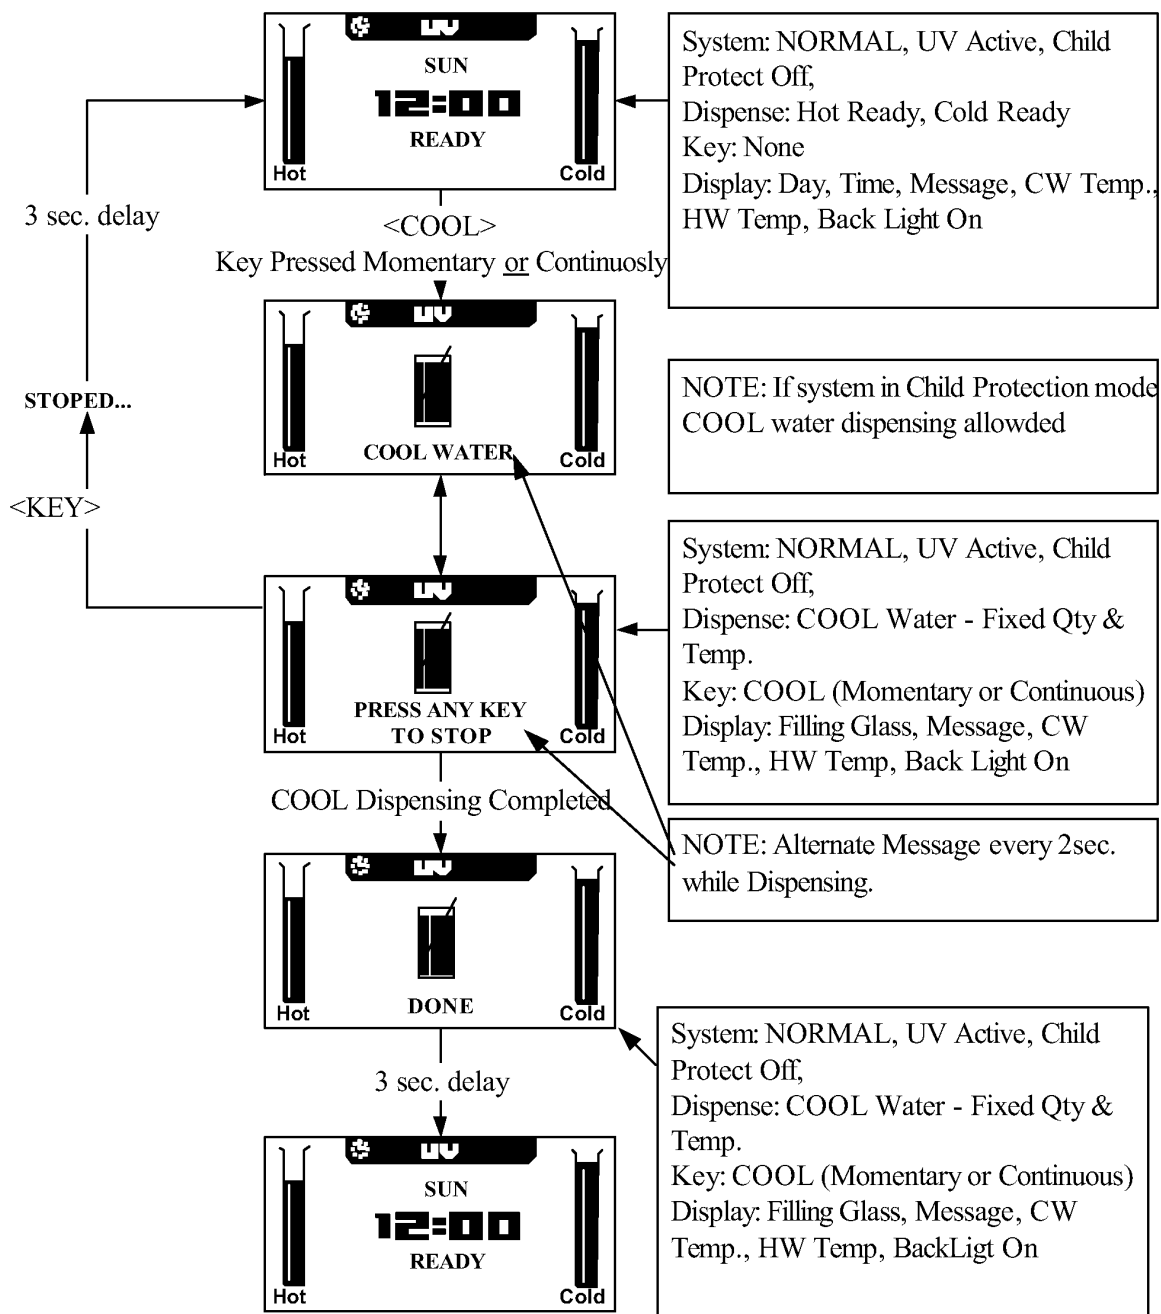 UV
SUN
12:00
READY
Hot
Cold
System: NORMAL, UV Active, Child
Protect Off,
Dispense: Hot Ready, Cold Ready
Key: None
Display: Day, Time, Message, CW Temp.,
HW Temp, Back Light On
3 sec. delay
<COOL>
Key Pressed Momentary or Continuosly
UV
COOL WATER
Hot
Cold
NOTE: If system in Child Protection mode
COOL water dispensing allowded
STOPED...
<KEY>
UV
PRESS ANY KEY
TO STOP
Hot
Cold
System: NORMAL, UV Active, Child
Protect Off,
Dispense: COOL Water - Fixed Qty &
Temp.
Key: COOL (Momentary or Continuous)
Display: Filling Glass, Message, CW
Temp., HW Temp, Back Light On
COOL Dispensing Completed
NOTE: Alternate Message every 2sec.
while Dispensing.
UV
DONE
Hot
Cold
System: NORMAL, UV Active, Child
Protect Off,
Dispense: COOL Water - Fixed Qty &
Temp.
Key: COOL (Momentary or Continuous)
Display: Filling Glass, Message, CW
Temp., HW Temp, BackLigt On
3 sec. delay
UV
SUN
12:00
READY
Hot
Cold